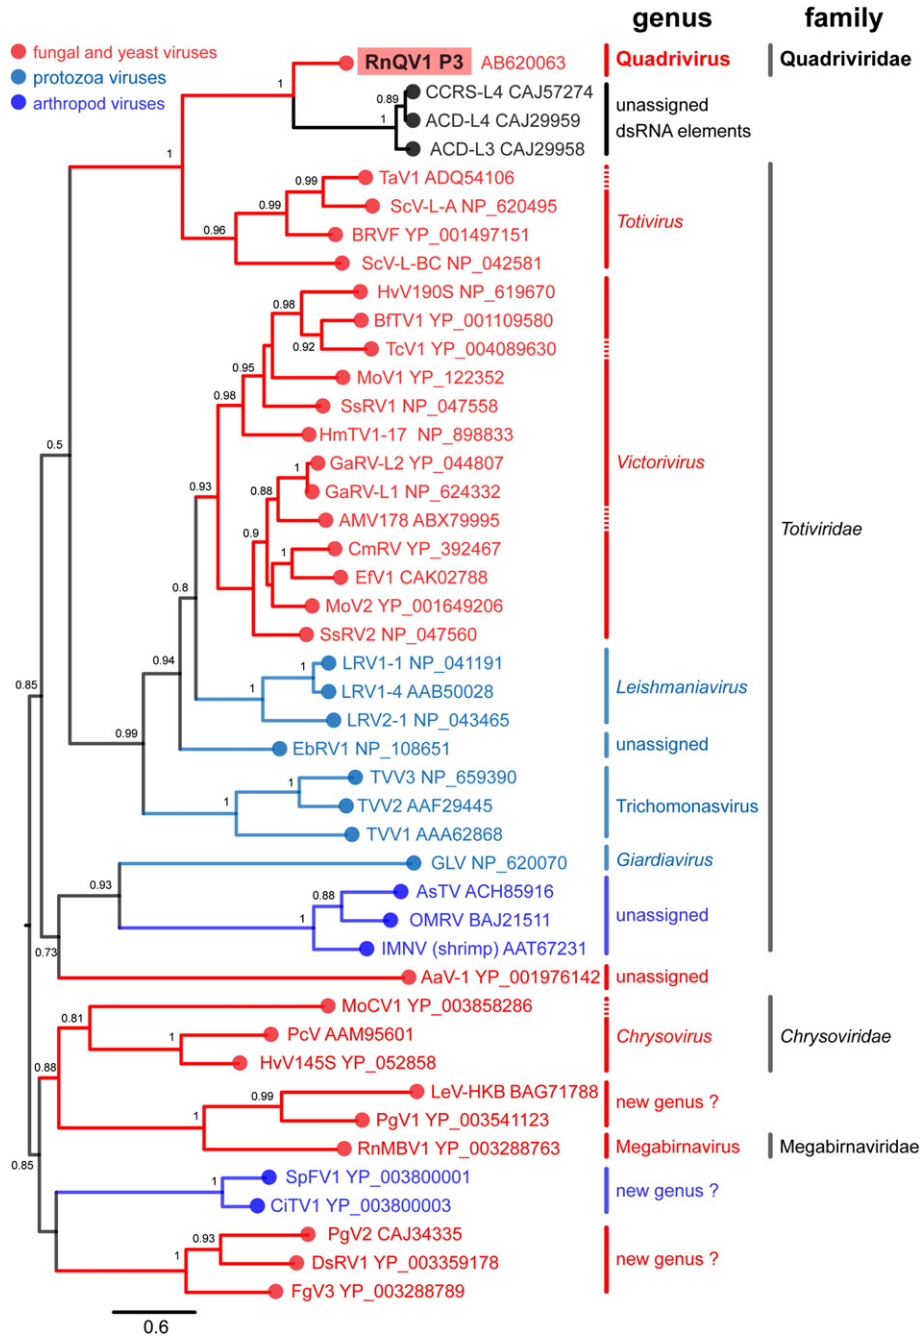 genus family
fungal and yeast viruses
protozoa viruses
arthropod viruses
RnQV1 P3 AB620063 Quadrivirus Quadriviridae
CCRS-L4 CAJ57274
ACD-L4 CAJ29959
ACD-L3 CAJ29958
unassigned
dsRNA elements
TaV1 ADQ54106
ScV-L-A NP_620495
BRVF YP_001497151
ScV-L-BC NP_042581
Totivirus
HvV190S NP_619670
BfTV1 YP_001109580
TcV1 YP_004089630
MoV1 YP_122352
SsRV1 NP_047558
HmTV1-17 NP_898833
GaRV-L2 YP_044807
GaRV-L1 NP_624332
AMV178 ABX79995
CmRV YP_392467
EfV1 CAK02788
MoV2 YP_001649206
SsRV2 NP_047560
Victorivirus
Totiviridae
LRV1-1 NP_041191
LRV1-4 AAB50028
LRV2-1 NP_043465
Leishmaniavirus
EbRV1 NP_108651 unassigned
TVV3 NP_659390
TVV2 AAF29445
TVV1 AAA62868
Trichomonasvirus
GLV NP_620070 Giardiavirus
AsTV ACH85916
OMRV BAJ21511
IMNV (shrimp) AAT67231
unassigned
AaV-1 YP_001976142 unassigned
MoCV1 YP_003858286
PcV AAM95601
HvV145S YP_052858
Chrysovirus Chrysoviridae
LeV-HKB BAG71788
PgV1 YP_003541123
new genus ?
RnMBV1 YP_003288763 Megabirnavirus Megabirnaviridae
SpFV1 YP_003800001
CiTV1 YP_003800003
new genus ?
PgV2 CAJ34335
DsRV1 YP_003359178
FgV3 YP_003288789
new genus ?
1
0.89
1
1
0.99
0.99
0.96
0.98
0.92
0.95
0.98
0.5
1
0.93
0.88
0.9
1
0.8
0.94
1
1
0.85
0.99
1
1
0.93
0.88
1
0.73
0.81
1
0.88
0.99
1
0.85
1
0.93
1
0.6